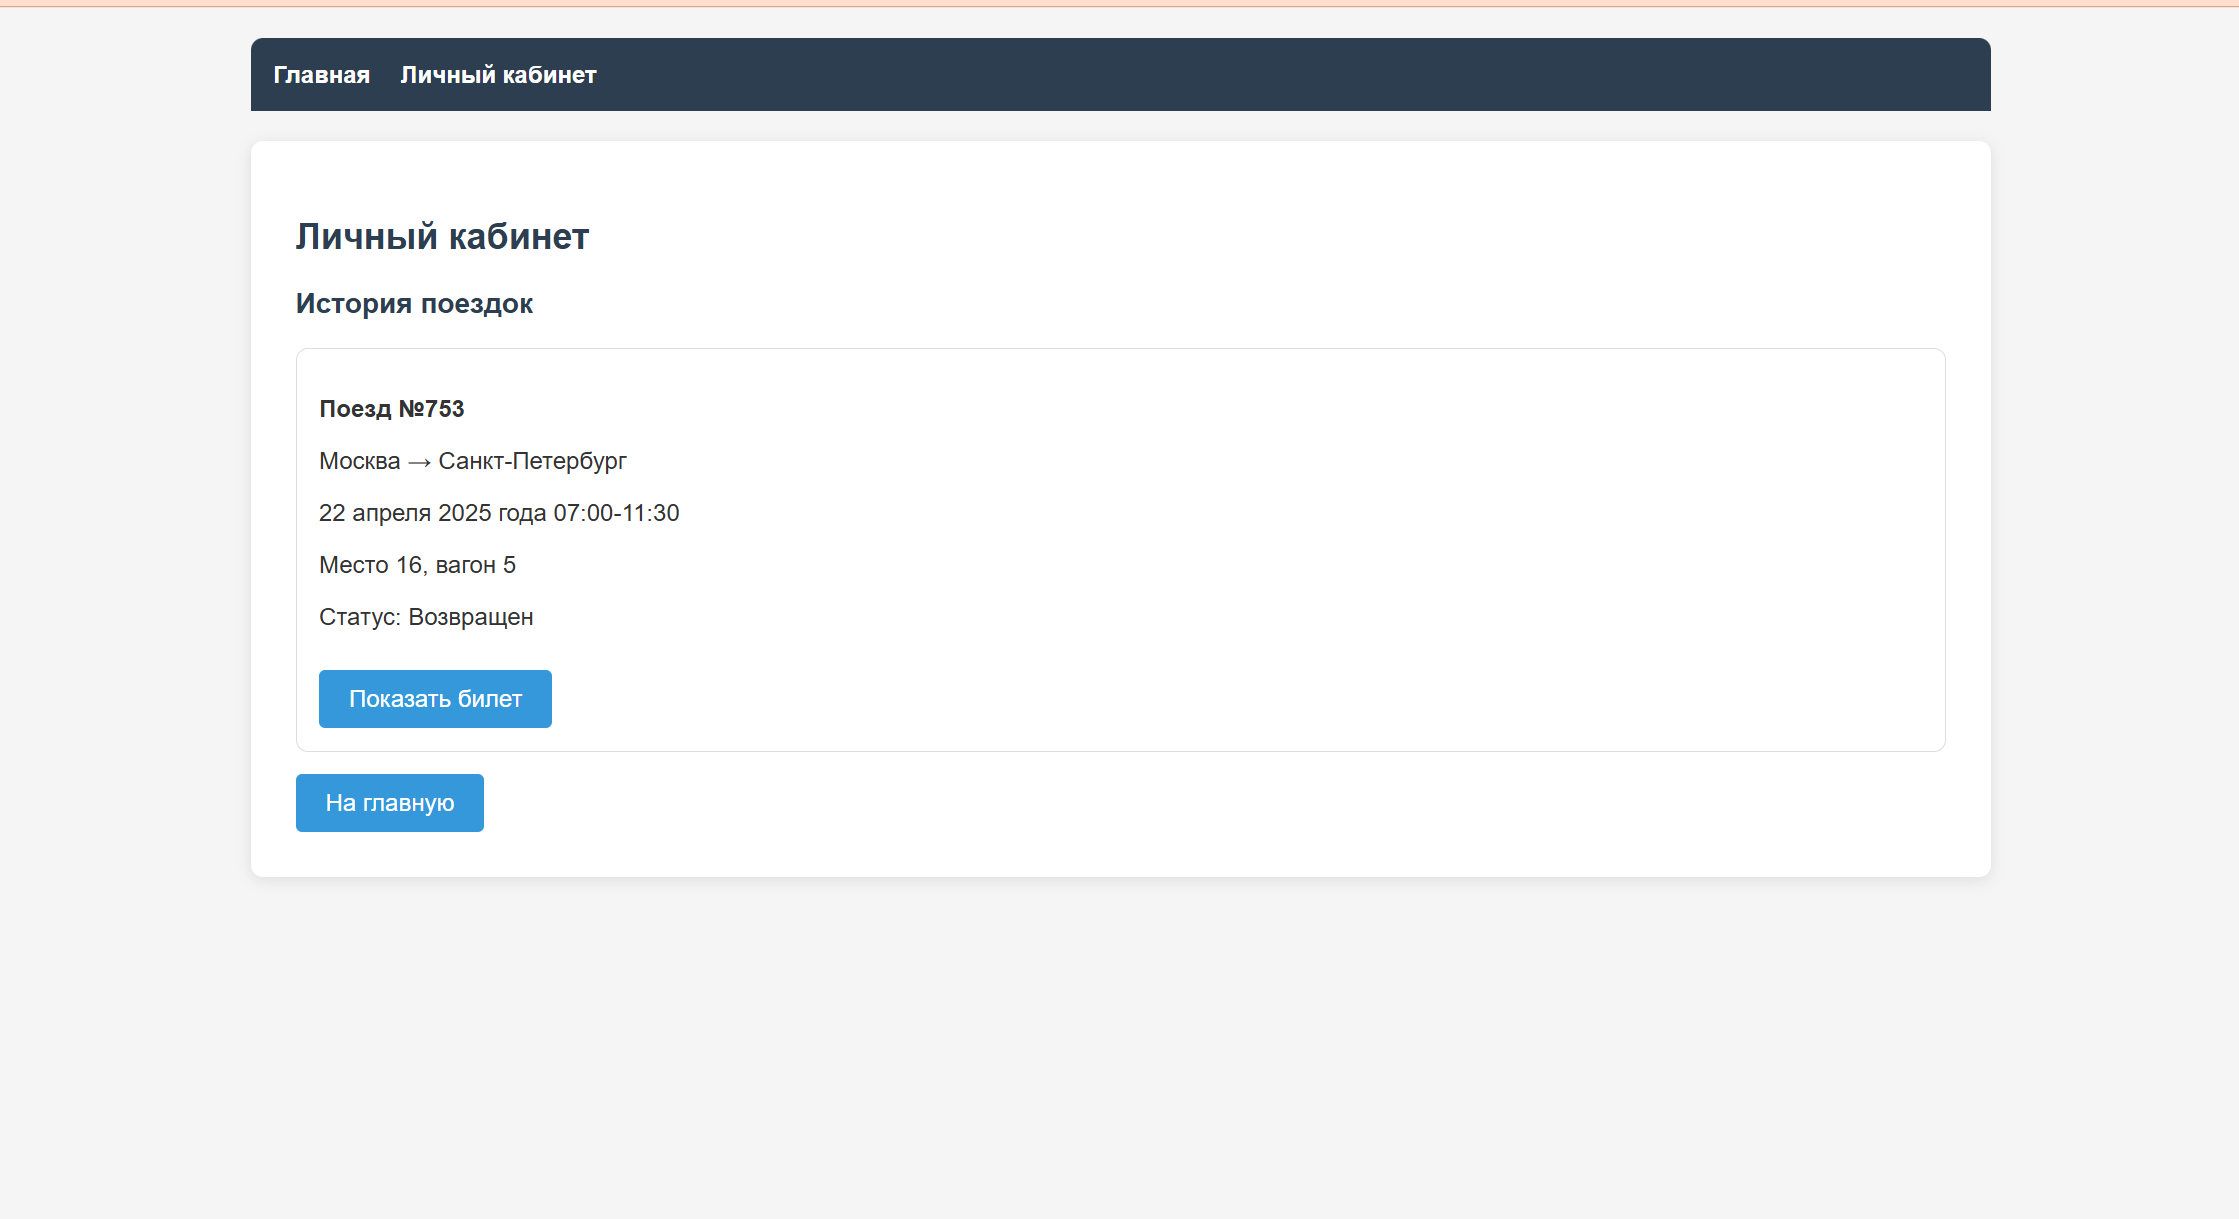 Главная Личный кабинет
Личный кабинет
История поездок
Поезд №753
Москва → Санкт-Петербург
22 апреля 2025 года 07:00-11:30
Место 16, вагон 5
Статус: Возвращен
Показать билет
На главную